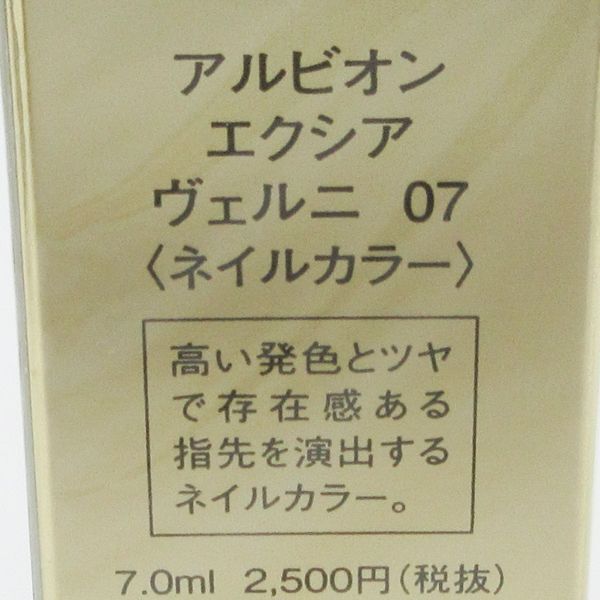 アルビオン
エクシア
ヴェルニ 07
〈ネイルカラー〉
高い発色とツヤ
で存在感ある
指先を演出する
ネイルカラー。
7.0ml 2,500円(税抜)